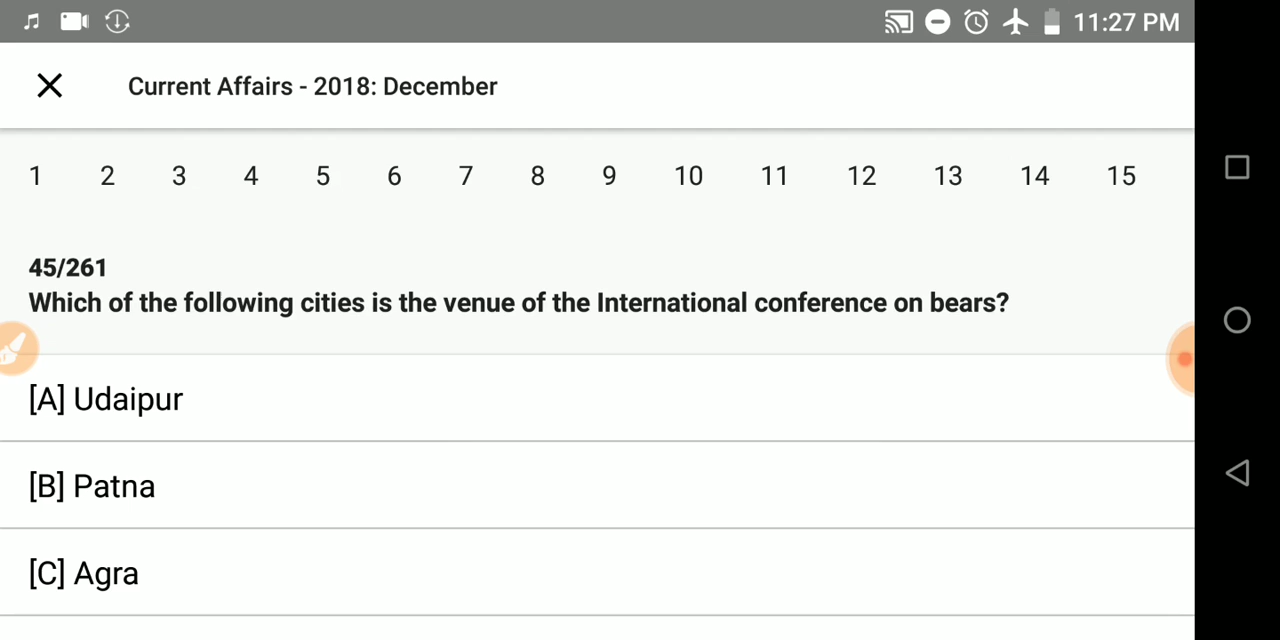 11:27 PM
Current Affairs - 2018: December
1 2 3 4 5 6 7 8 9 10 11 12 13 14 15
45/261
Which of the following cities is the venue of the International conference on bears?
[A] Udaipur
[B] Patna
[C] Agra